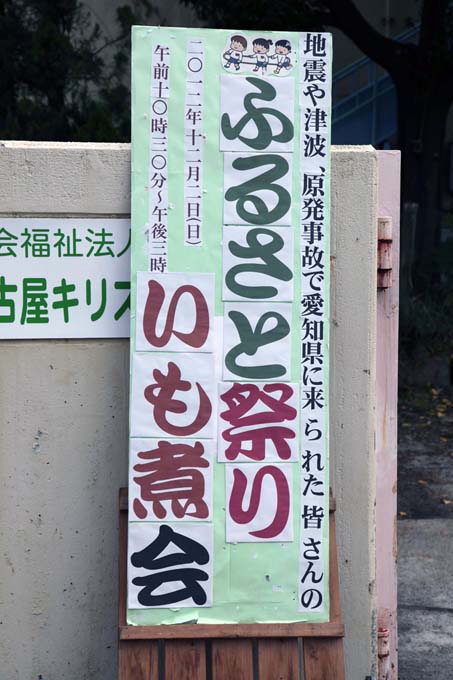 地震や津波、原発事故で愛知県に来られた皆さんの
ふるさと祭り
いも煮会
二〇一二年十二月二日(日)
午前十〇時三〇分～午後三時
会福祉法人
古屋キリス